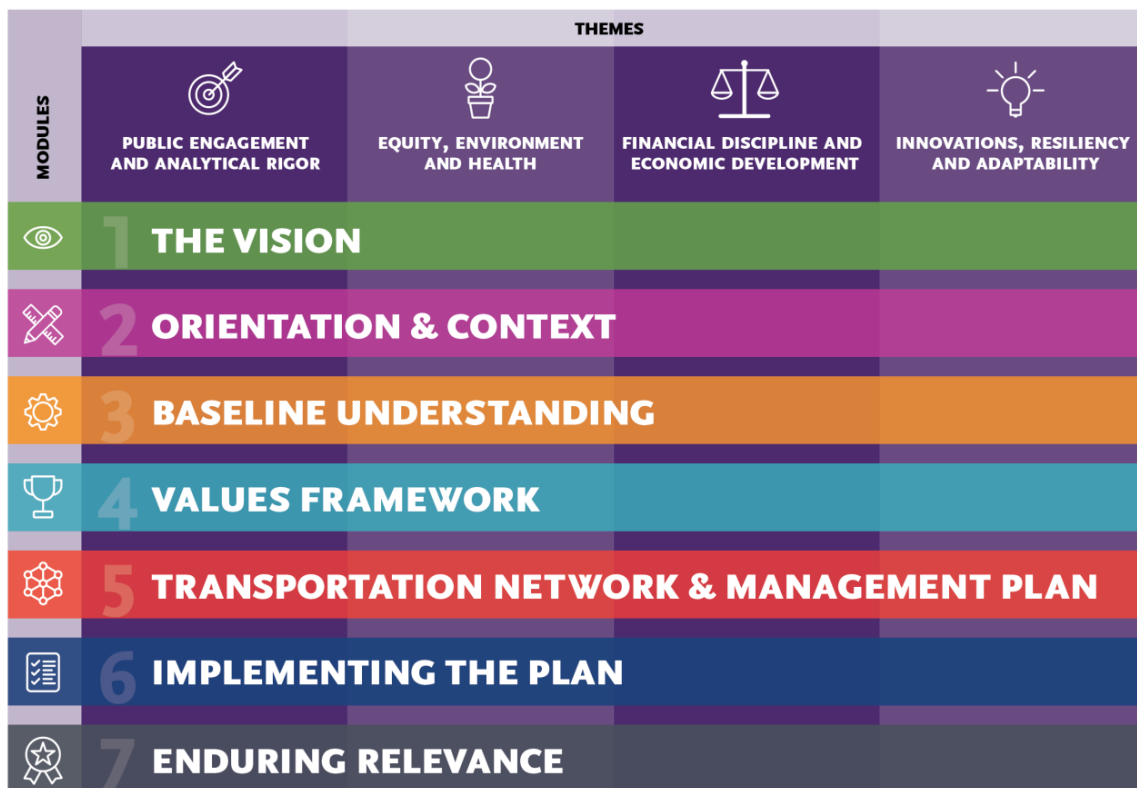 THEMES
MODULES
PUBLIC ENGAGEMENT
AND ANALYTICAL RIGOR
EQUITY, ENVIRONMENT
AND HEALTH
FINANCIAL DISCIPLINE AND
ECONOMIC DEVELOPMENT
INNOVATIONS, RESILIENCY
AND ADAPTABILITY
1 THE VISION
2 ORIENTATION & CONTEXT
3 BASELINE UNDERSTANDING
4 VALUES FRAMEWORK
5 TRANSPORTATION NETWORK & MANAGEMENT PLAN
6 IMPLEMENTING THE PLAN
7 ENDURING RELEVANCE